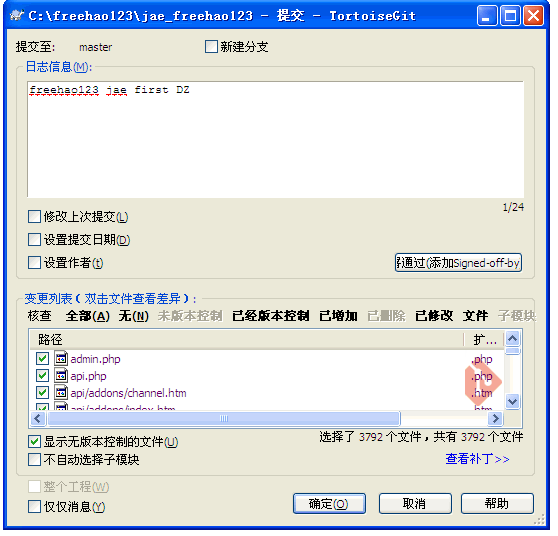 C:\freehao123\jae_freehao123 - 提交 - TortoiseGit
提交至: master 新建分支
日志信息(M):
freehao123 jae first DZ
1/24
修改上次提交(L)
设置提交日期(D)
设置作者(t)
通过(添加Signed-off-by
变更列表(双击文件查看差异):
核查 全部(A) 无(N) 未版本控制 已经版本控制 已增加 已删除 已修改 文件 子模块
路径 扩...
admin.php .php
api.php .php
api/addons/channel.htm .htm
api/addons/index.htm .htm
显示无版本控制的文件(U) 选择了 3792 个文件，共有 3792 个文件
不自动选择子模块 查看补丁>>
整个工程(W)
仅仅消息(Y) 确定(O) 取消 帮助